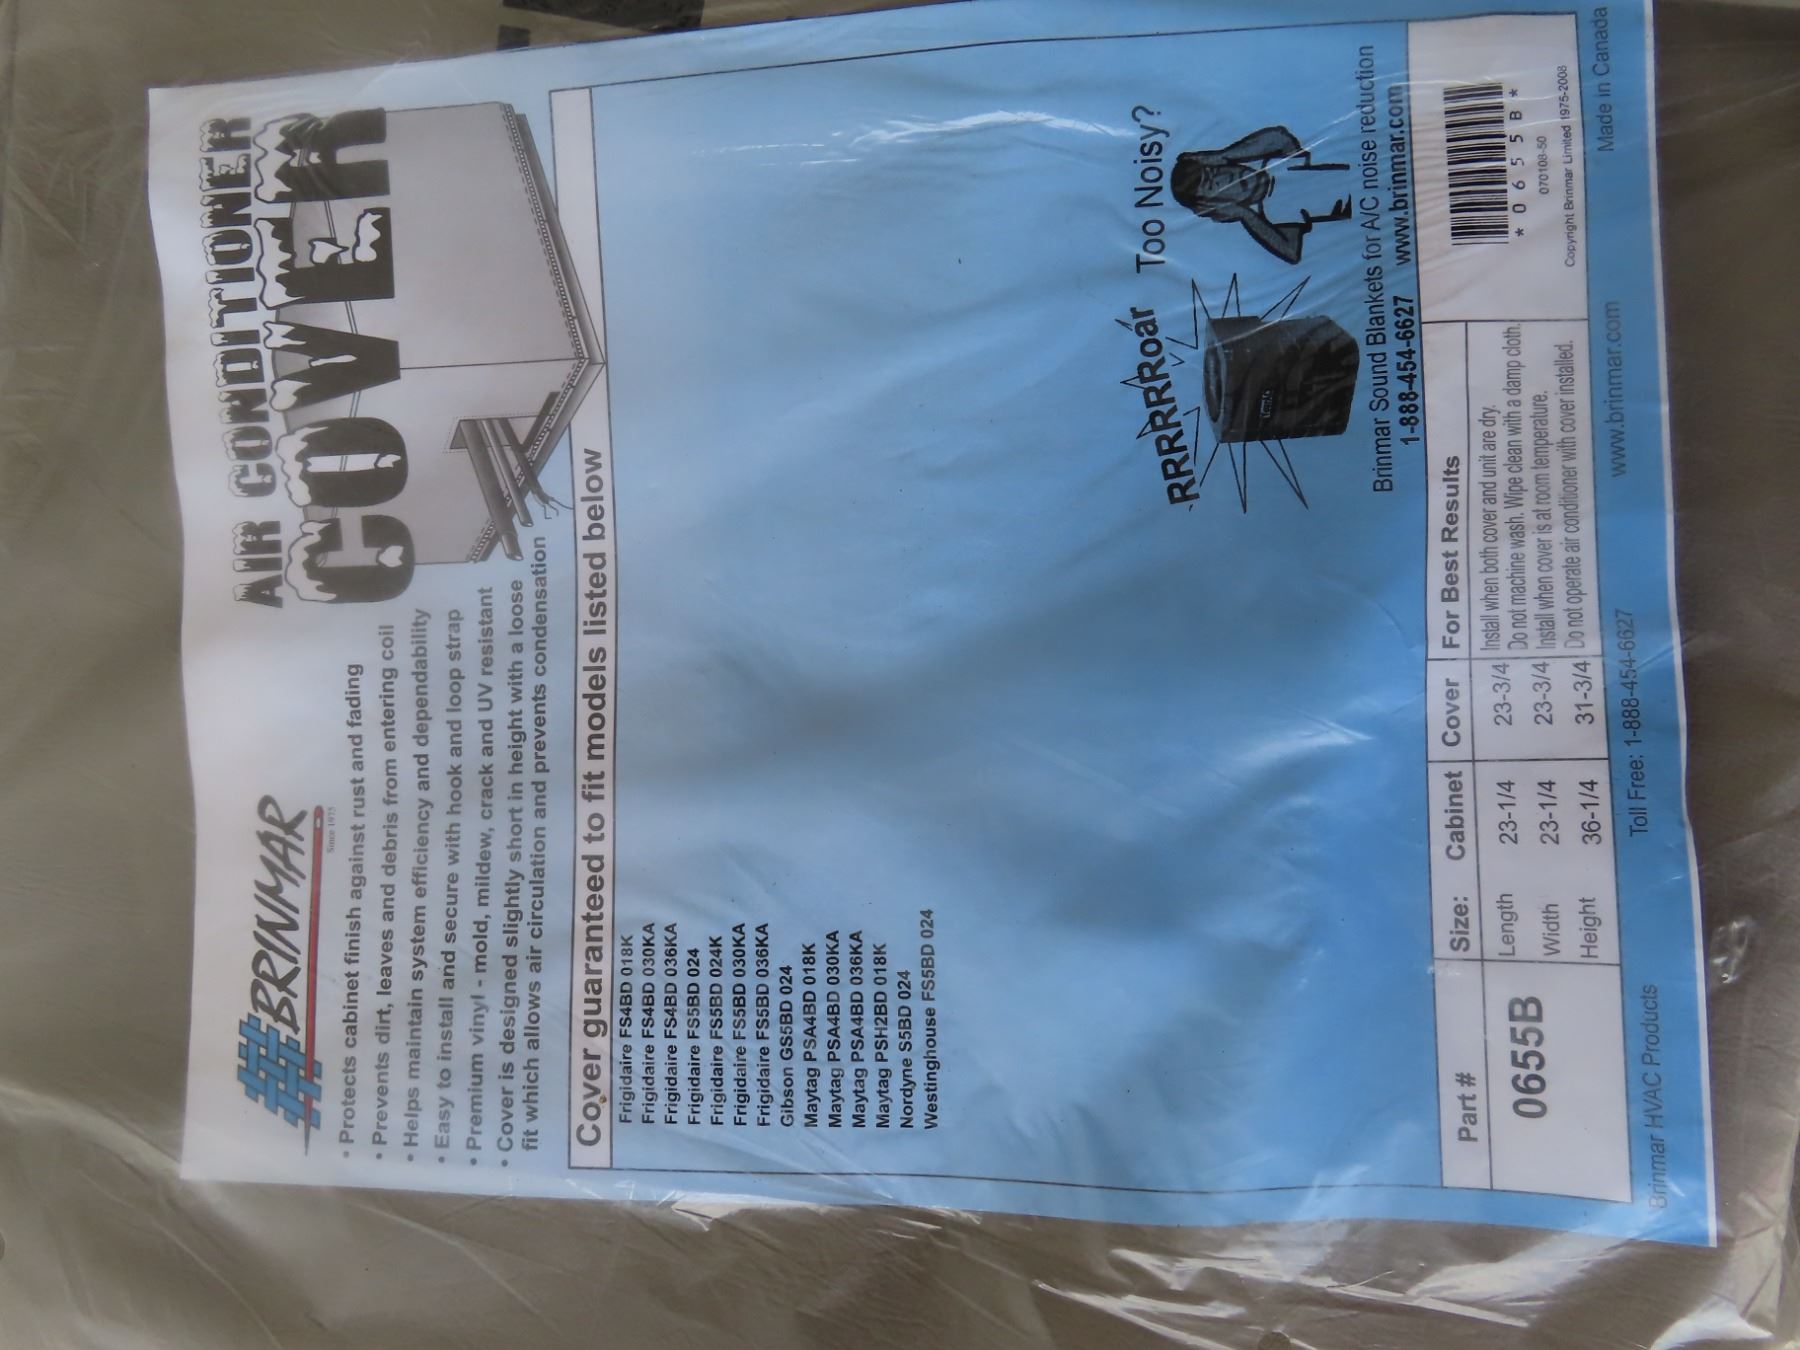 BRINMAR
Since 1975
AIR CONDITIONER
COVER
• Protects cabinet finish against rust and fading
• Prevents dirt, leaves and debris from entering coil
• Helps maintain system efficiency and dependability
• Easy to install and secure with hook and loop strap
• Premium vinyl - mold, mildew, crack and UV resistant
• Cover is designed slightly short in height with a loose
fit which allows air circulation and prevents condensation
Cover guaranteed to fit models listed below
Frigidaire FS4BD 018K
Frigidaire FS4BD 030KA
Frigidaire FS4BD 036KA
Frigidaire FS5BD 024
Frigidaire FS5BD 024K
Frigidaire FS5BD 030KA
Frigidaire FS5BD 036KA
Gibson GS5BD 024
Maytag PSA4BD 018K
Maytag PSA4BD 030KA
Maytag PSA4BD 036KA
Maytag PSH2BD 018K
Nordyne S5BD 024
Westinghouse FS5BD 024
RRRRRRoar Too Noisy?
Brinmar Sound Blankets for A/C noise reduction
1-888-454-6627 www.brinmar.com
Part # Size: Cabinet Cover For Best Results
0655B
Length 23-1/4 23-3/4 Install when both cover and unit are dry.
Do not machine wash. Wipe clean with a damp cloth.
Width 23-1/4 23-3/4 Install when cover is at room temperature.
Height 36-1/4 31-3/4 Do not operate air conditioner with cover installed.
* 0 6 5 5 B *
070108-50
Copyright Brinmar Limited 1975-2008
Brinmar HVAC Products Toll Free: 1-888-454-6627 www.brinmar.com Made in Canada